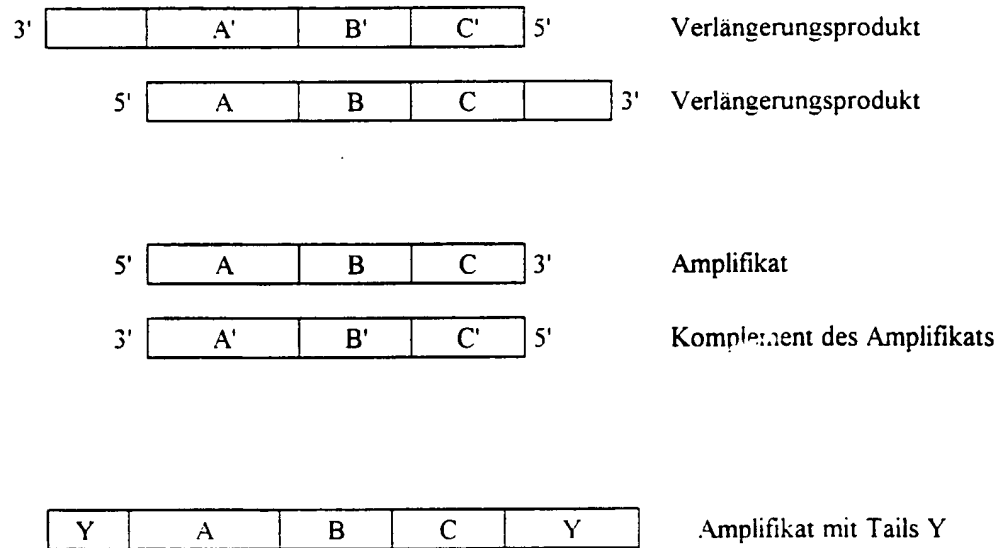 3' A' B' C' 5' Verlängerungsprodukt
5' A B C 3' Verlängerungsprodukt
5' A B C 3' Amplifikat
3' A' B' C' 5' Komplement des Amplifikats
Y A B C Y Amplifikat mit Tails Y